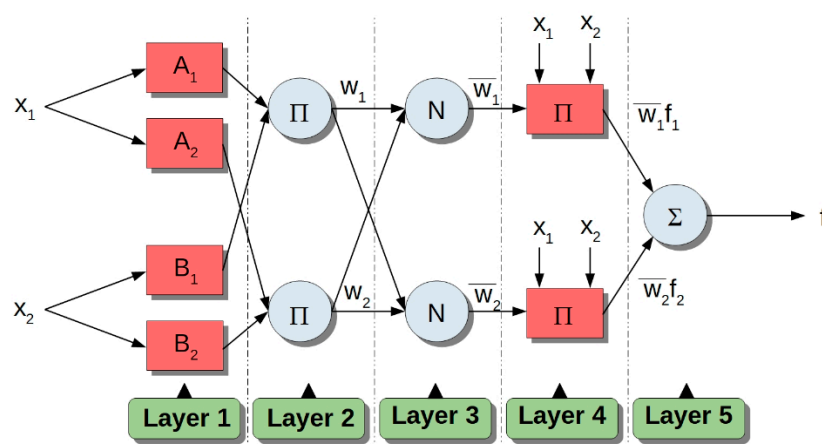 x₁ x₂
A₁
w₁
w̅₁
Π
N
Π
w̅₁f₁
x₁
A₂
Σ
f
x₁ x₂
B₁
w₂
w̅₂
w̅₂f₂
x₂
Π
N
Π
B₂
Layer 1 Layer 2 Layer 3 Layer 4 Layer 5